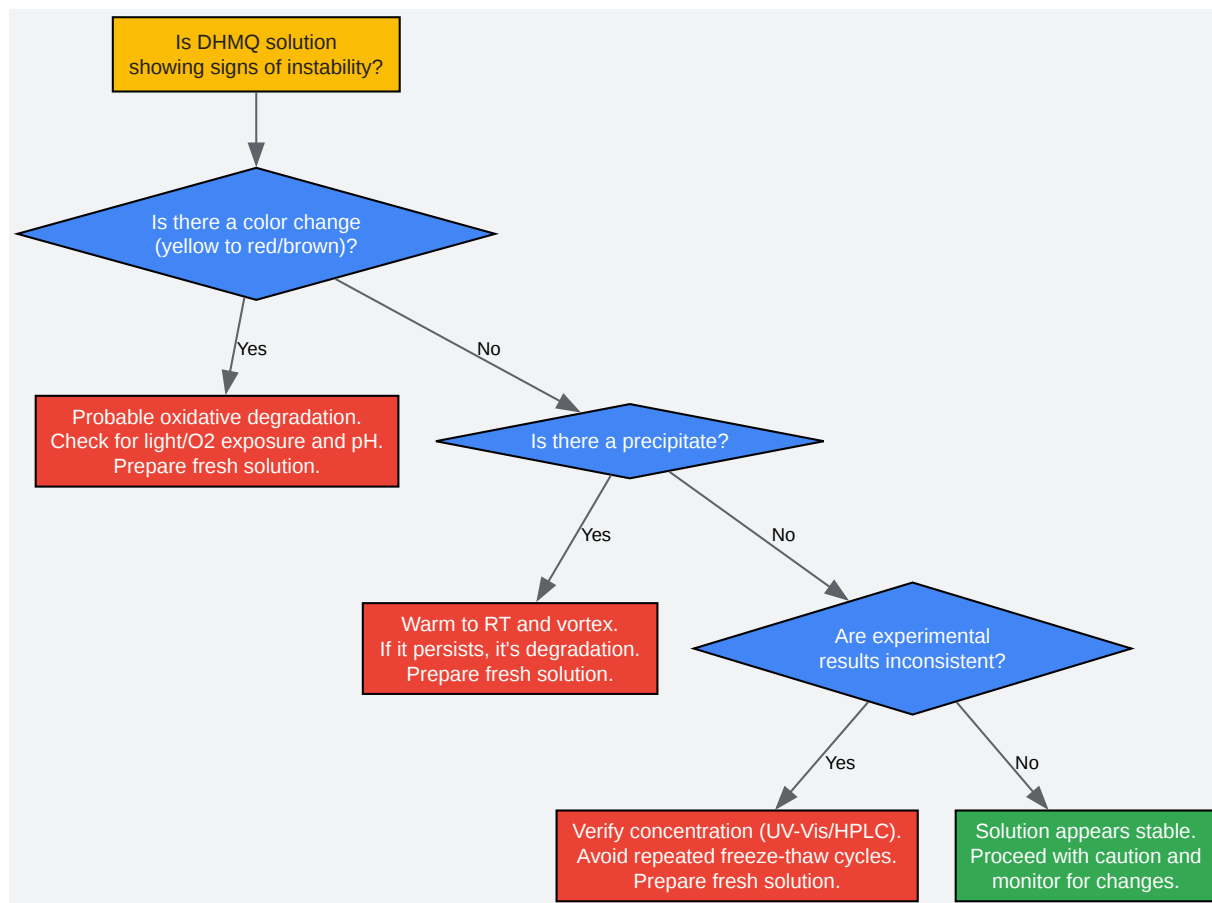 Is DHMQ solution
showing signs of instability?
Is there a color change
(yellow to red/brown)?
Yes
No
Probable oxidative degradation.
Check for light/O2 exposure and pH.
Prepare fresh solution.
Is there a precipitate?
Yes
No
Warm to RT and vortex.
If it persists, it's degradation.
Prepare fresh solution.
Are experimental
results inconsistent?
Yes
No
Verify concentration (UV-Vis/HPLC).
Avoid repeated freeze-thaw cycles.
Prepare fresh solution.
Solution appears stable.
Proceed with caution and
monitor for changes.